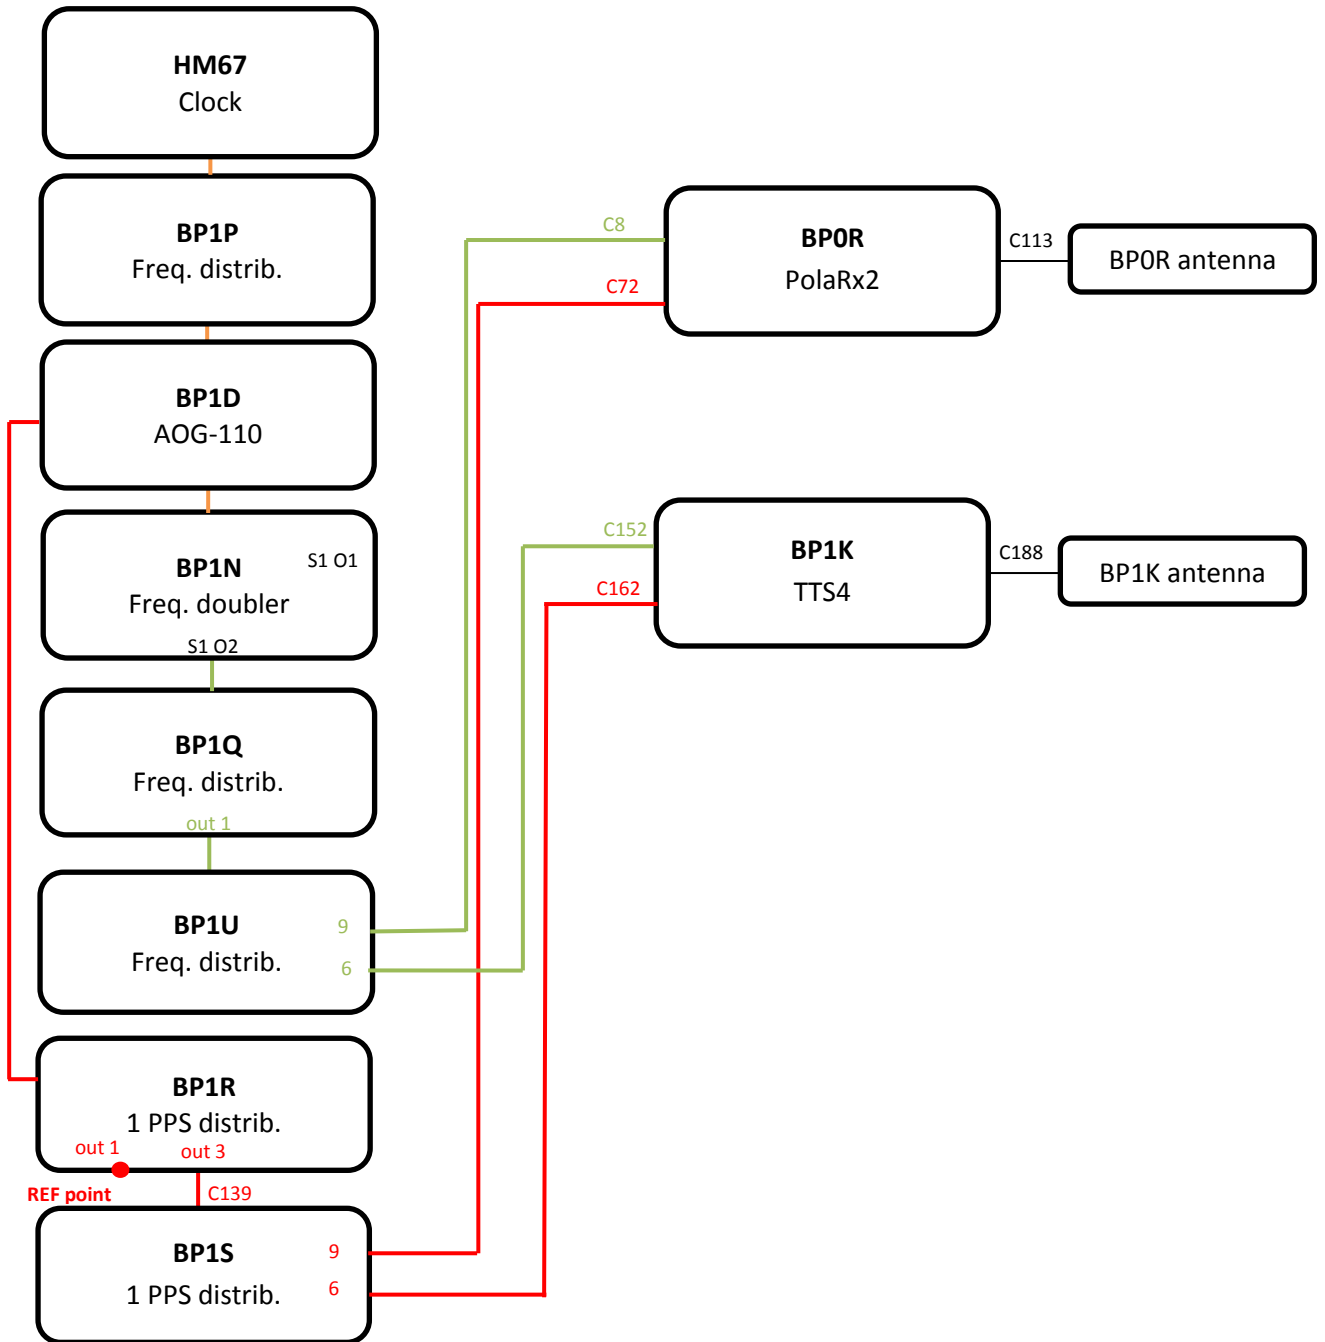 HM67
Clock
BP1P
Freq. distrib.
BP1D
AOG-110
BP1N
S1 O1
Freq. doubler
S1 O2
BP1Q
Freq. distrib.
out 1
BP1U
9
Freq. distrib.
6
BP1R
1 PPS distrib.
out 1
out 3
REF point
C139
BP1S
9
1 PPS distrib.
6
C8
C72
BP0R
PolaRx2
C113
BP0R antenna
C152
C162
BP1K
TTS4
C188
BP1K antenna